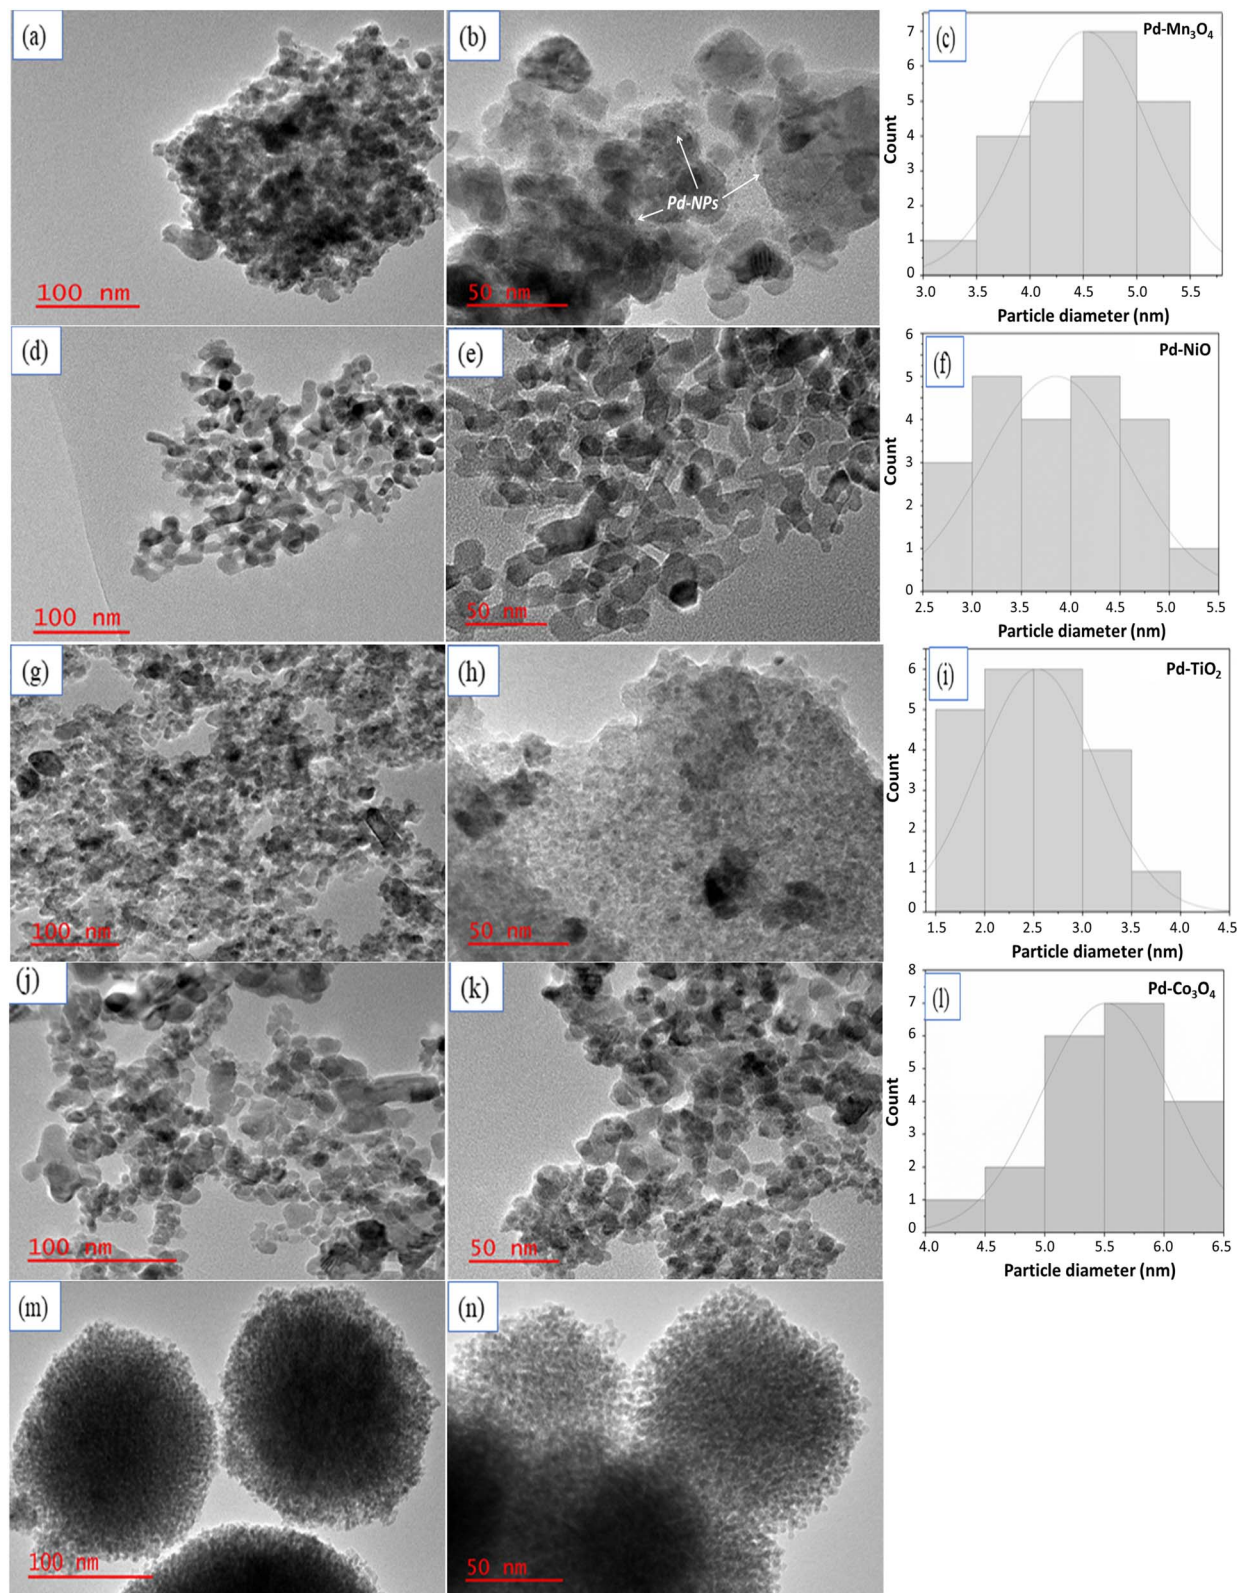 (a)
100 nm
(b)
Pd-NPs
50 nm
(c)
Pd-Mn₃O₄
Count
7
6
5
4
3
2
1
0
3.0 3.5 4.0 4.5 5.0 5.5
Particle diameter (nm)
(d)
100 nm
(e)
50 nm
(f)
Pd-NiO
Count
6
5
4
3
2
1
0
2.5 3.0 3.5 4.0 4.5 5.0 5.5
Particle diameter (nm)
(g)
100 nm
(h)
50 nm
(i)
Pd-TiO₂
Count
6
5
4
3
2
1
0
1.5 2.0 2.5 3.0 3.5 4.0 4.5
Particle diameter (nm)
(j)
100 nm
(k)
50 nm
(l)
Pd-Co₃O₄
Count
8
7
6
5
4
3
2
1
0
4.0 4.5 5.0 5.5 6.0 6.5
Particle diameter (nm)
(m)
100 nm
(n)
50 nm